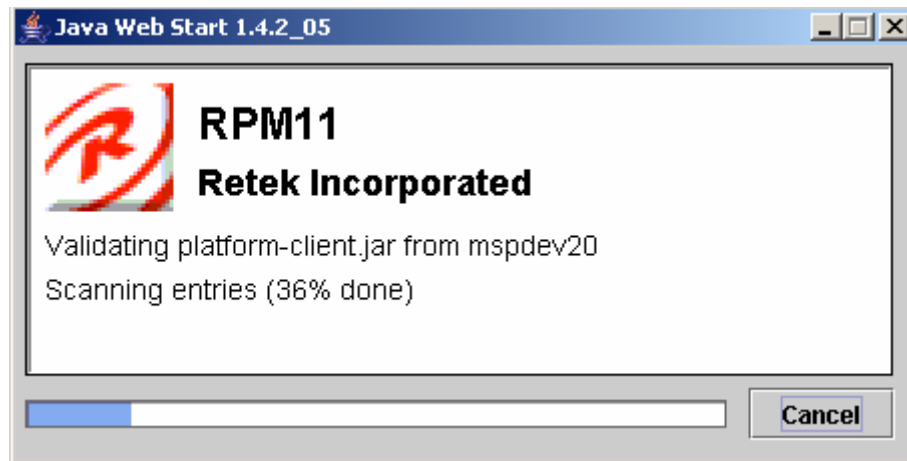 Java Web Start 1.4.2_05
RPM11
Retek Incorporated
Validating platform-client.jar from mspdev20
Scanning entries (36% done)
Cancel